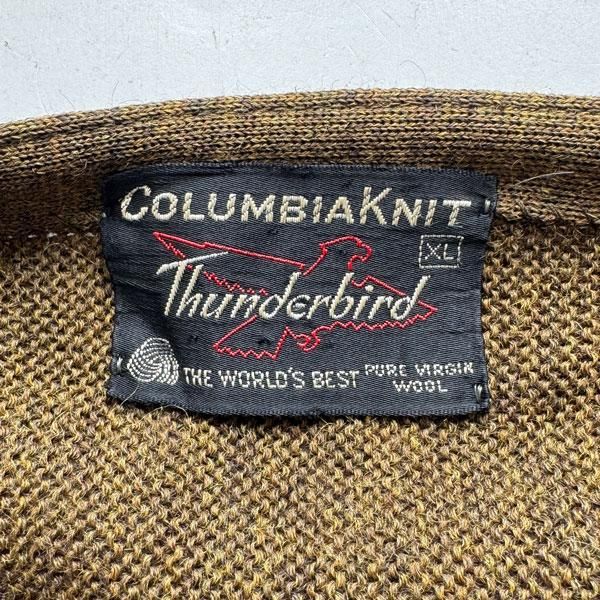 COLUMBIAKNIT
XL
Thunderbird
THE WORLD'S BEST PURE VIRGIN
WOOL